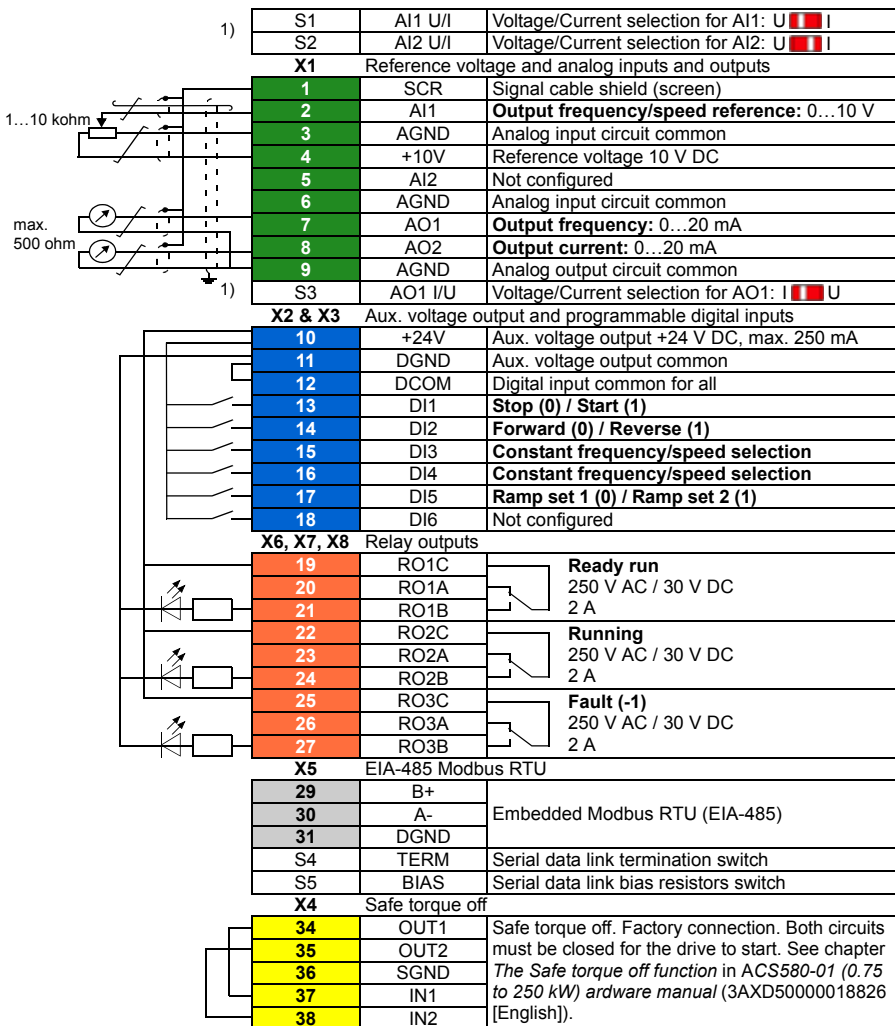 1)
S1 AI1 U/I Voltage/Current selection for AI1: U I
S2 AI2 U/I Voltage/Current selection for AI2: U I
X1 Reference voltage and analog inputs and outputs
1 SCR Signal cable shield (screen)
1…10 kohm
2 AI1 Output frequency/speed reference: 0…10 V
3 AGND Analog input circuit common
4 +10V Reference voltage 10 V DC
5 AI2 Not configured
6 AGND Analog input circuit common
max.
500 ohm
7 AO1 Output frequency: 0…20 mA
8 AO2 Output current: 0…20 mA
9 AGND Analog output circuit common
1)
S3 AO1 I/U Voltage/Current selection for AO1: I U
X2 & X3 Aux. voltage output and programmable digital inputs
10 +24V Aux. voltage output +24 V DC, max. 250 mA
11 DGND Aux. voltage output common
12 DCOM Digital input common for all
13 DI1 Stop (0) / Start (1)
14 DI2 Forward (0) / Reverse (1)
15 DI3 Constant frequency/speed selection
16 DI4 Constant frequency/speed selection
17 DI5 Ramp set 1 (0) / Ramp set 2 (1)
18 DI6 Not configured
X6, X7, X8 Relay outputs
19 RO1C Ready run
20 RO1A 250 V AC / 30 V DC
21 RO1B 2 A
22 RO2C Running
23 RO2A 250 V AC / 30 V DC
24 RO2B 2 A
25 RO3C Fault (-1)
26 RO3A 250 V AC / 30 V DC
27 RO3B 2 A
X5 EIA-485 Modbus RTU
29 B+
30 A- Embedded Modbus RTU (EIA-485)
31 DGND
S4 TERM Serial data link termination switch
S5 BIAS Serial data link bias resistors switch
X4 Safe torque off
34 OUT1 Safe torque off. Factory connection. Both circuits
35 OUT2 must be closed for the drive to start. See chapter
36 SGND The Safe torque off function in ACS580-01 (0.75
37 IN1 to 250 kW) ardware manual (3AXD50000018826
38 IN2 [English]).